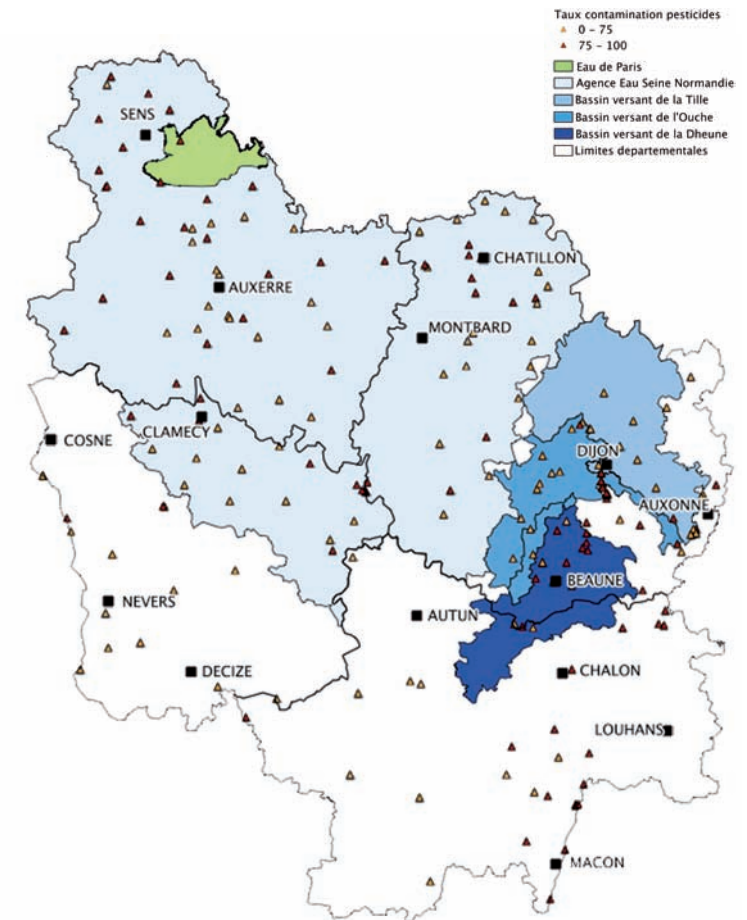 Taux contamination pesticides
0 - 75
75 - 100
Eau de Paris
Agence Eau Seine Normandie
Bassin versant de la Tille
Bassin versant de l'Ouche
Bassin versant de la Dheune
Limites departementales
SENS
CHATILLON
AUXERRE
MONTBARD
CLAMECY
COSNE
DIJON
AUXONNE
BEAUNE
NEVERS
AUTUN
DECIZE
CHALON
LOUHANS
MACON